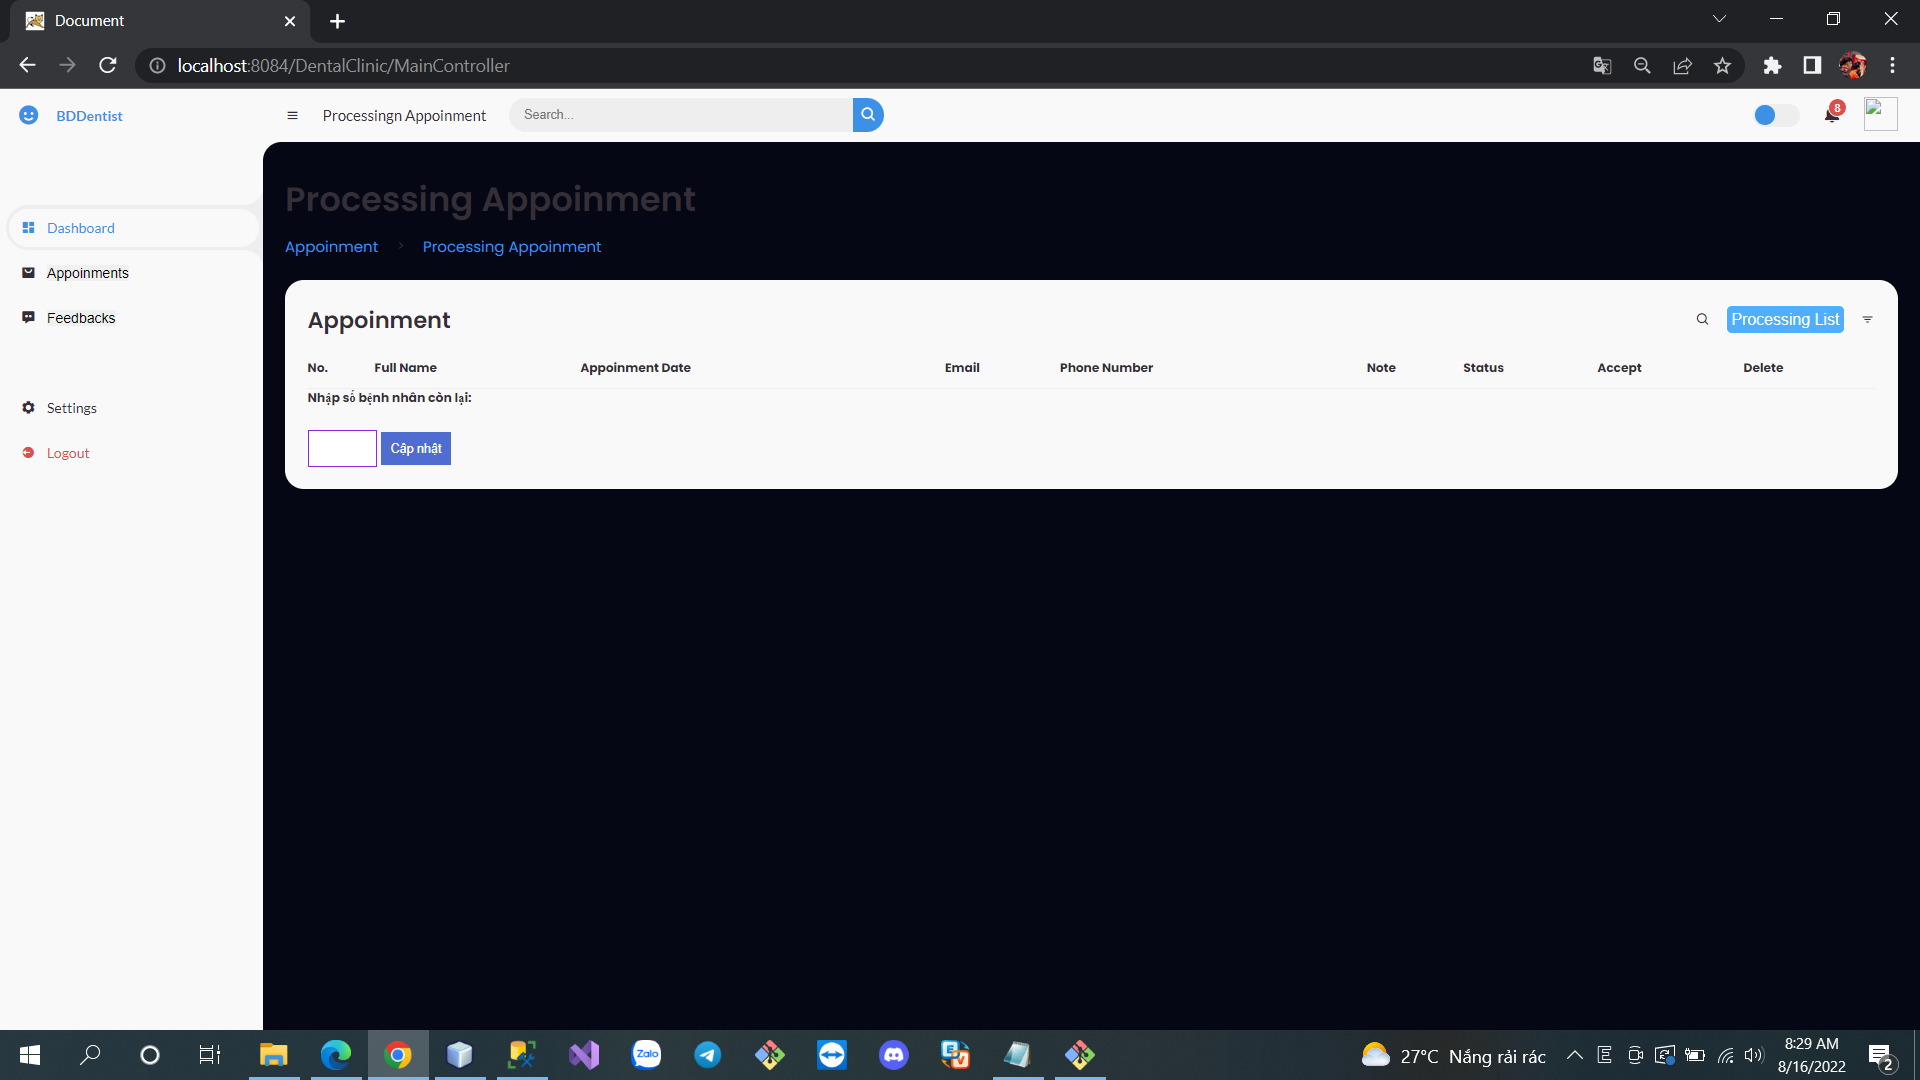 Document
localhost:8084/DentalClinic/MainController
BDDentist
Processingn Appoinment
Search...
8
Dashboard
Appoinments
Feedbacks
Settings
Logout
Processing Appoinment
Appoinment > Processing Appoinment
Appoinment
Processing List
No. Full Name Appoinment Date Email Phone Number Note Status Accept Delete
Nhập số bệnh nhân còn lại:
Cập nhật
Zalo
27°C Nắng rải rác
8:29 AM
8/16/2022
2